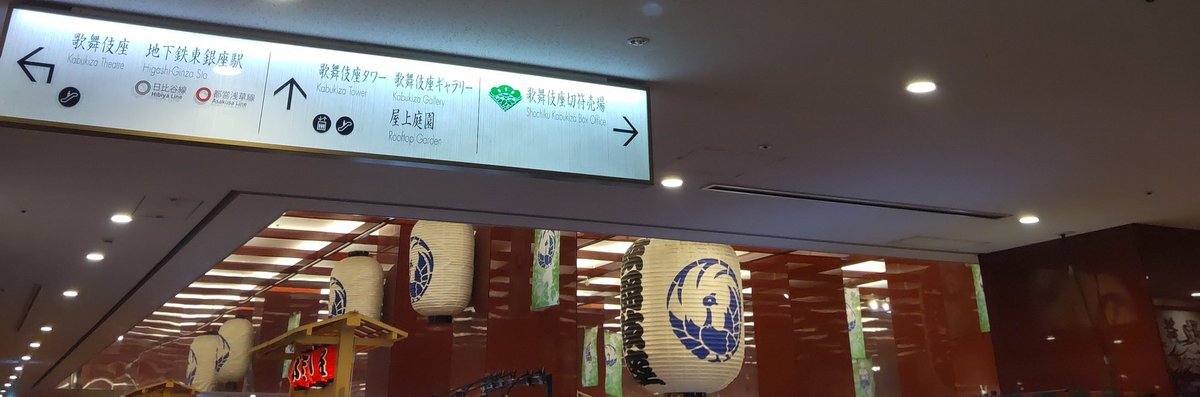 歌舞伎座 地下鉄東銀座駅
Kabukiza Theatre Higashi-Ginza Sta
日比谷線 都営浅草線
Hibiya Line Asakusa Line
歌舞伎座タワー 歌舞伎座ギャラリー
Kabukiza Tower Kabukiza Gallery
屋上庭園
Rooftop Garden
歌舞伎座切符売場
Shochiku Kabukiza Box Office